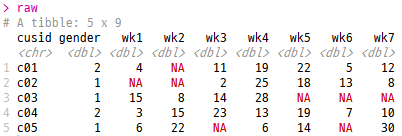 > raw
# A tibble: 5 x 9
cusid gender wk1 wk2 wk3 wk4 wk5 wk6 wk7
<chr> <dbl> <dbl> <dbl> <dbl> <dbl> <dbl> <dbl> <dbl>
1 c01 2 4 NA 11 19 22 5 12
2 c02 1 NA NA 2 25 18 13 8
3 c03 1 15 8 14 28 NA NA NA
4 c04 2 3 15 23 13 19 7 10
5 c05 1 6 22 NA 6 14 NA 30